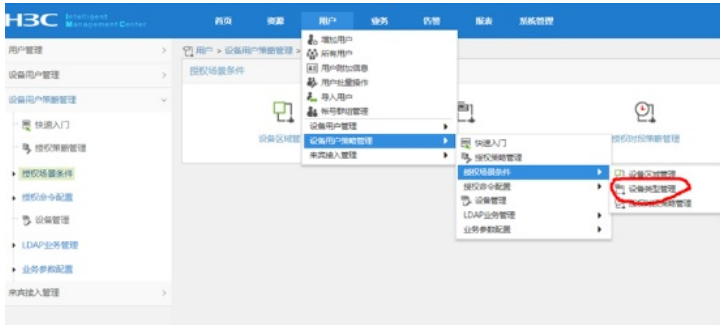 H3C Intelligent Management Center
首页 资源 用户 业务 告警 报表 系统管理
用户管理
设备用户管理
设备用户策略管理
快速入门
授权策略管理
授权场景条件
授权命令配置
设备管理
LDAP业务管理
业务参数配置
来宾接入管理
用户 > 设备用户策略管理 >
授权场景条件
设备区域管
授权时段策略管理
增加用户
所有用户
用户附加信息
用户批量操作
导入用户
帐号群组管理
设备用户管理
设备用户策略管理
来宾接入管理
快速入门
授权策略管理
授权场景条件
授权命令配置
设备管理
LDAP业务管理
业务参数配置
设备区域管理
设备类型管理
授权时段策略管理